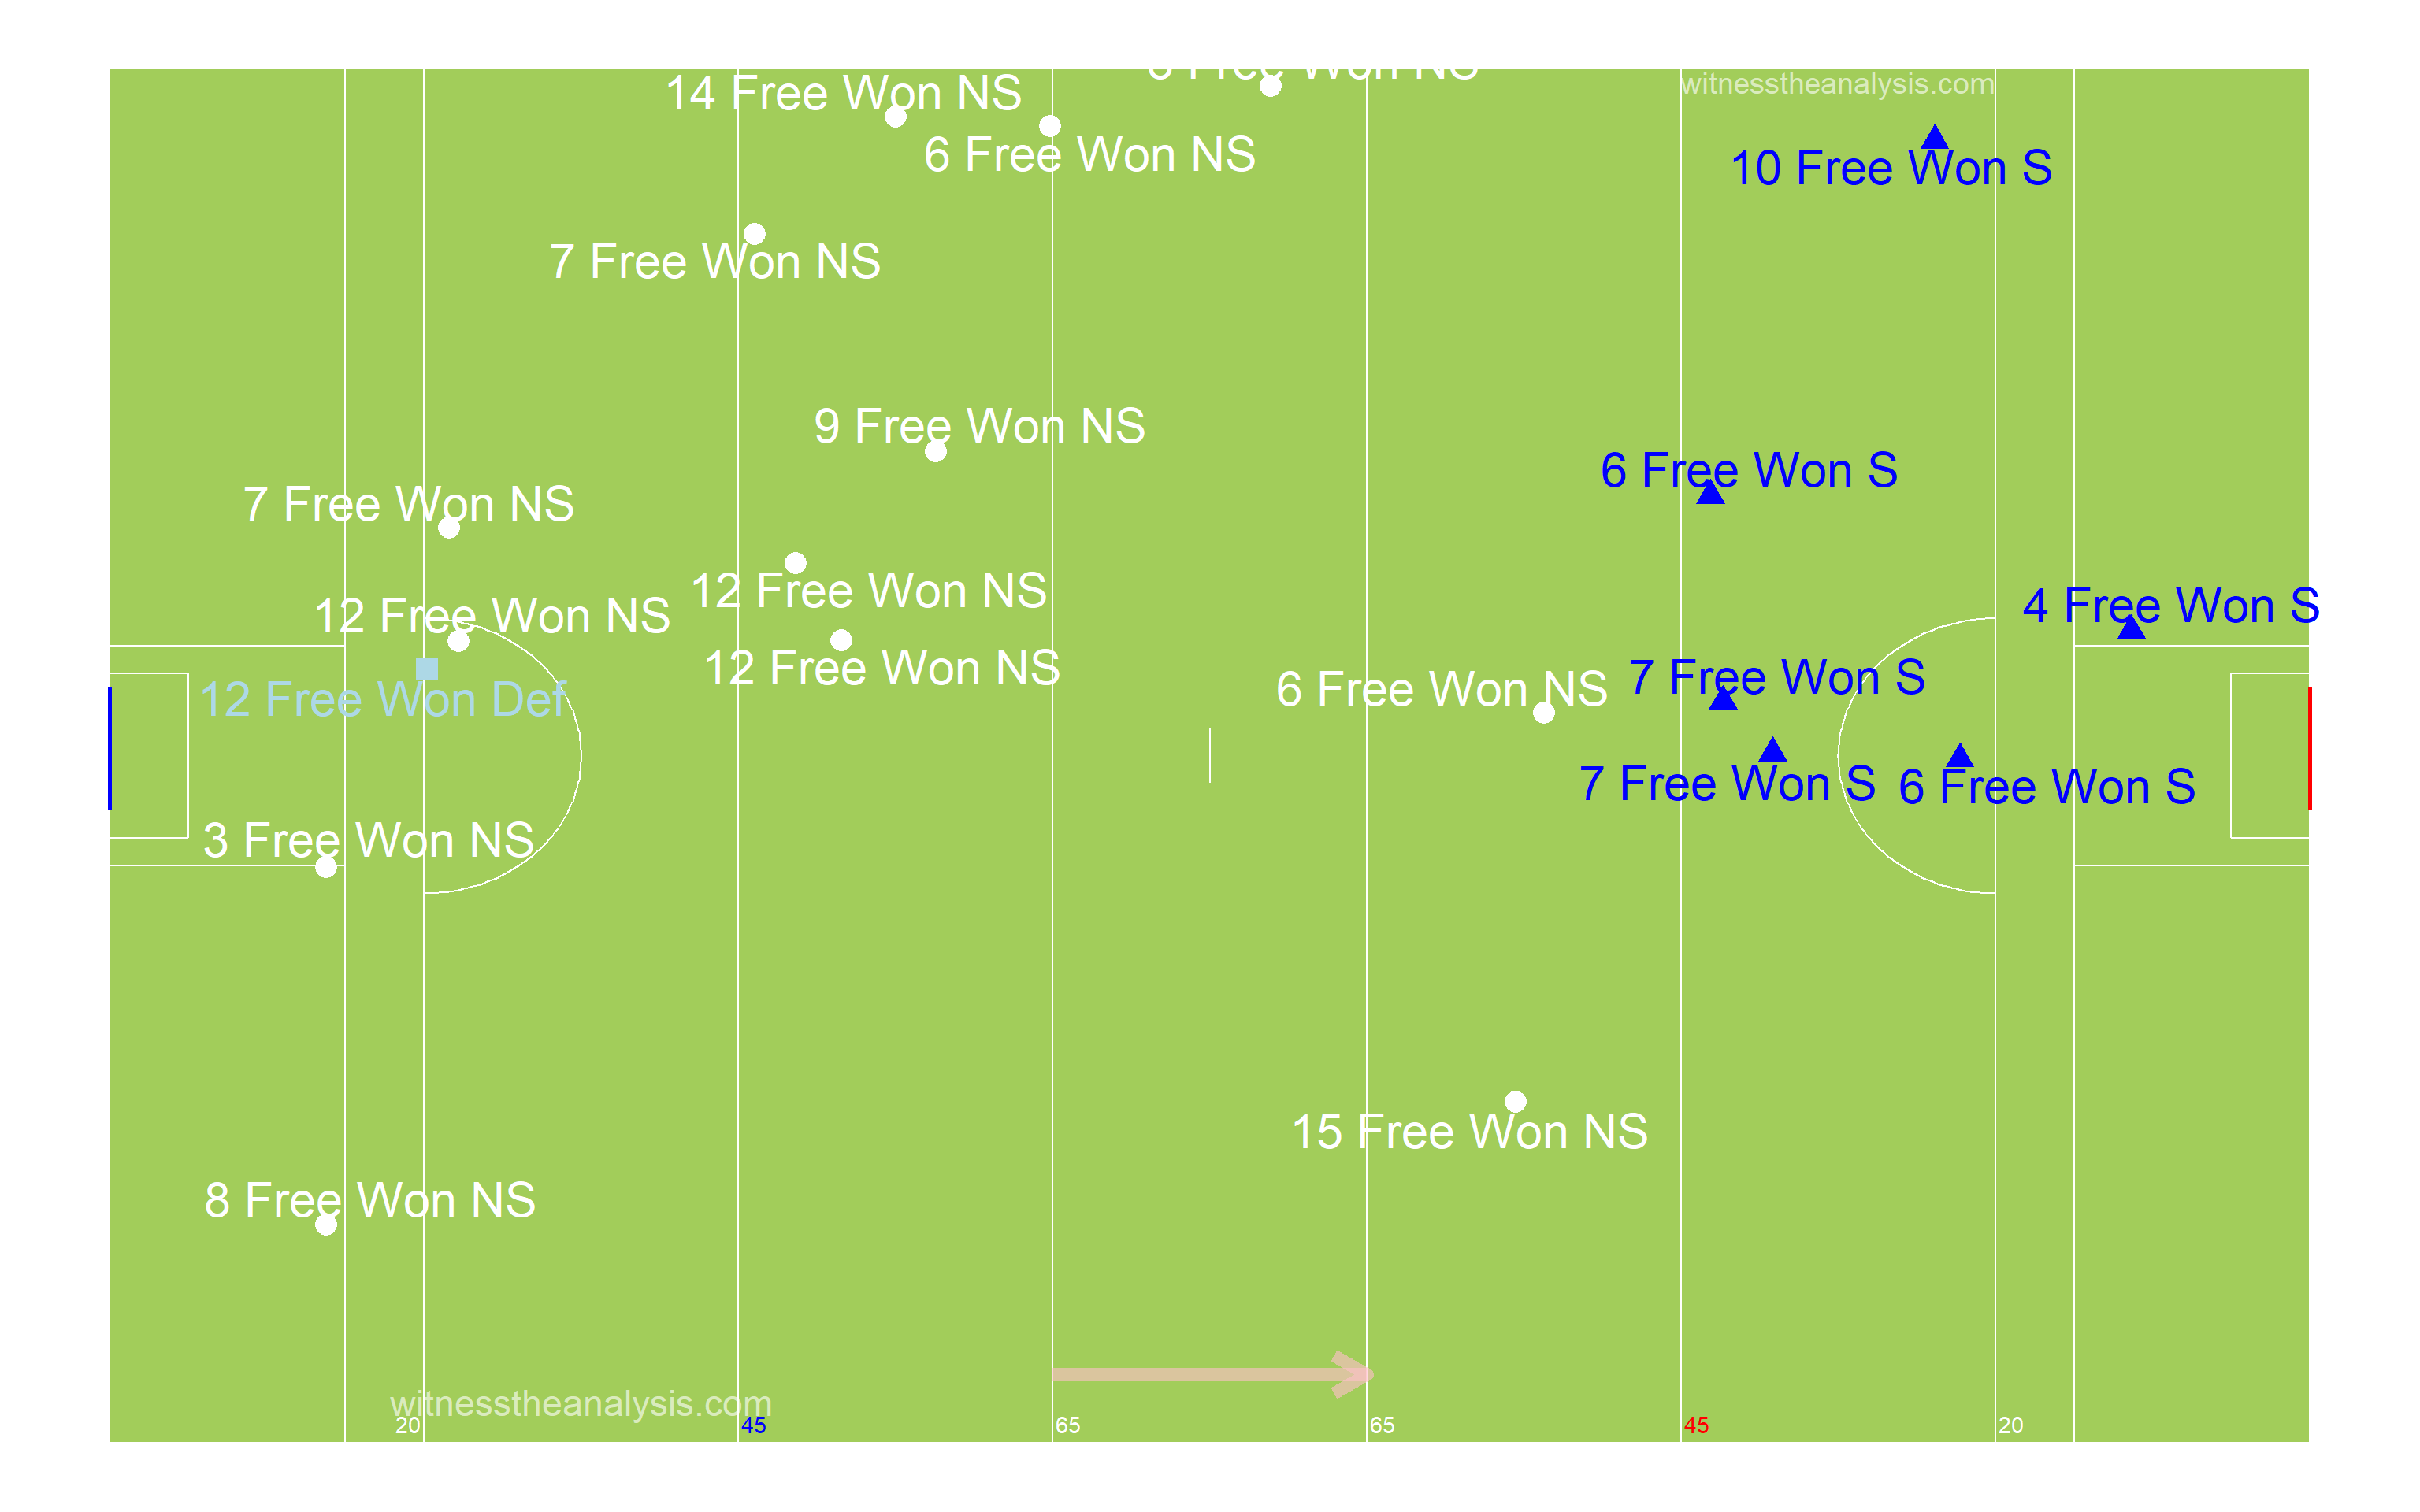 Free Won NS
witnesstheanalysis.com
14 Free Won NS
6 Free Won NS
10 Free Won S
7 Free Won NS
9 Free Won NS
6 Free Won S
7 Free Won NS
12 Free Won NS
4 Free Won S
12 Free Won NS
12 Free Won NS
7 Free Won S
6 Free Won NS
12 Free Won Def
7 Free Won S
6 Free Won S
3 Free Won NS
15 Free Won NS
8 Free Won NS
witnesstheanalysis.com
20
45
65
65
45
20